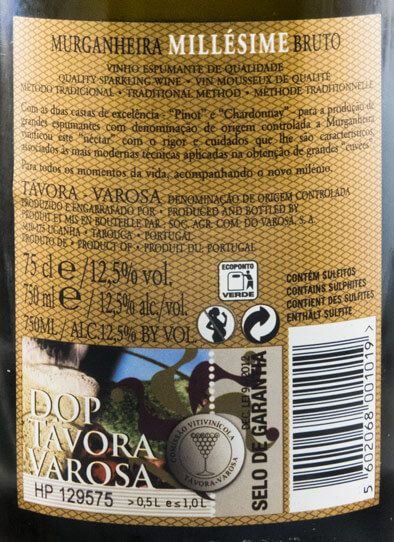 MURGANHEIRA MILLÉSIME BRUTO
VINHO ESPUMANTE DE QUALIDADE
QUALITY SPARKLING WINE • VIN MOUSSEUX DE QUALITÉ
MÉTODO TRADICIONAL • TRADITIONAL METHOD • MÉTHODE TRADITIONNELLE
Com as duas castas de excelência - "Pinot" e "Chardonnay" - para a produção de
grandes espumantes com denominação de origem controlada a Murganheira
vinificou este "néctar" com o rigor e cuidados que lhe são característicos,
associados às mais modernas técnicas aplicadas na obtenção de grandes "cuvées".
Para todos os momentos da vida, acompanhando o novo milénio.
TÁVORA - VAROSA. DENOMINAÇÃO DE ORIGEM CONTROLADA
PRODUZIDO E ENGARRAFADO POR • PRODUCED AND BOTTLED BY
PRODUIT ET MIS EN BOUTEILLE PAR: SOC. AGR. COM. DO VAROSA, S. A.
UCANHA • TAROUCA • PORTUGAL
PRODUTO DE • PRODUCT OF • PRODUIT DU, PORTUGAL
75 cl e / 12,5% vol.
750 ml e / 12,5% alc./vol.
750ML / ALC.12,5% BY VOL.
ECOPONTO
VERDE
CONTÉM SULFITOS
CONTAINS SULPHITES
CONTIENT DES SULFITES
ENTHÄLT SULFITE
5 602068 001019 >
DOP
TÁVORA
VAROSA
HP 129575 > 0,5 L e ≤ 1,0 L
COMISSÃO VITIVINÍCOLA
TÁVORA-VAROSA
SELO DE GARANTIA